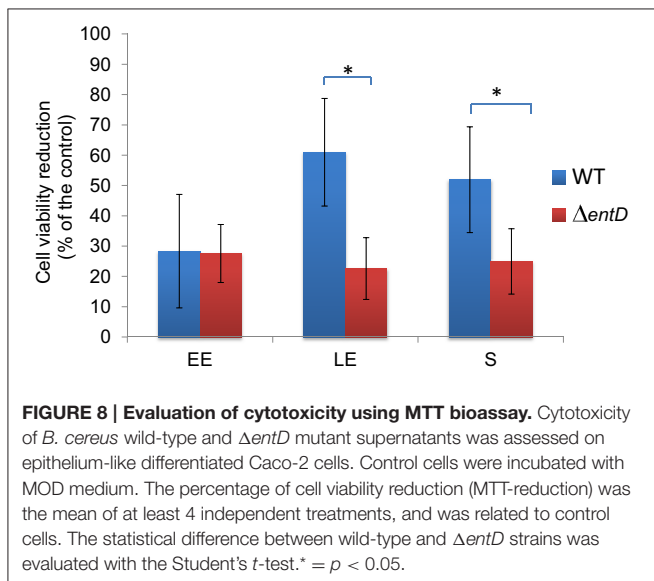 100
90
80
70
60
50
40
30
20
10
0
Cell viability reduction
(% of the control)
*
*
WT
ΔentD
EE
LE
S
FIGURE 8 | Evaluation of cytotoxicity using MTT bioassay. Cytotoxicity
of B. cereus wild-type and ΔentD mutant supernatants was assessed on
epithelium-like differentiated Caco-2 cells. Control cells were incubated with
MOD medium. The percentage of cell viability reduction (MTT-reduction) was
the mean of at least 4 independent treatments, and was related to control
cells. The statistical difference between wild-type and ΔentD strains was
evaluated with the Student's t-test.* = p < 0.05.